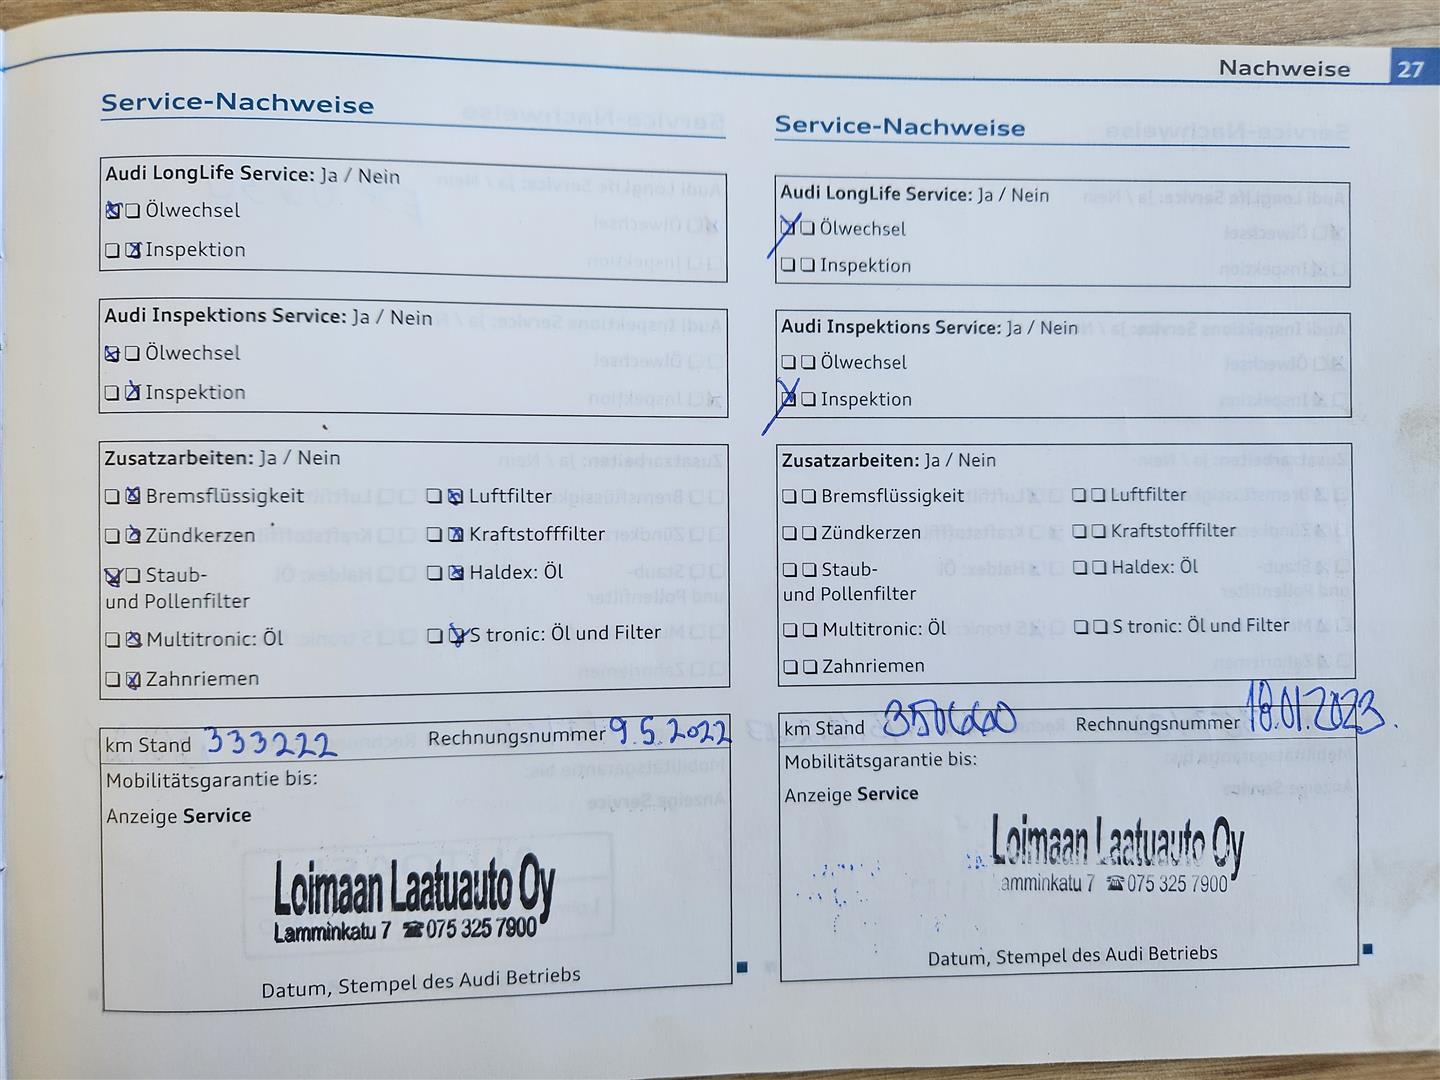 Nachweise 27
Service-Nachweise
Audi LongLife Service: Ja / Nein
Ölwechsel
Inspektion
Audi Inspektions Service: Ja / Nein
Ölwechsel
Inspektion
Zusatzarbeiten: Ja / Nein
Bremsflüssigkeit Luftfilter
Zündkerzen Kraftstofffilter
Staub- Haldex: Öl
und Pollenfilter
Multitronic: Öl S tronic: Öl und Filter
Zahnriemen
km Stand 333222 Rechnungsnummer 9.5.2022
Mobilitätsgarantie bis:
Anzeige Service
Loimaan Laatuauto Oy
Lamminkatu 7 ☎075 325 7900
Datum, Stempel des Audi Betriebs
Service-Nachweise
Audi LongLife Service: Ja / Nein
Ölwechsel
Inspektion
Audi Inspektions Service: Ja / Nein
Ölwechsel
Inspektion
Zusatzarbeiten: Ja / Nein
Bremsflüssigkeit Luftfilter
Zündkerzen Kraftstofffilter
Staub- Haldex: Öl
und Pollenfilter
Multitronic: Öl S tronic: Öl und Filter
Zahnriemen
km Stand Rechnungsnummer
Mobilitätsgarantie bis:
Anzeige Service
Loimaan Laatuauto Oy
amminkatu 7 ☎075 325 7900
Datum, Stempel des Audi Betriebs